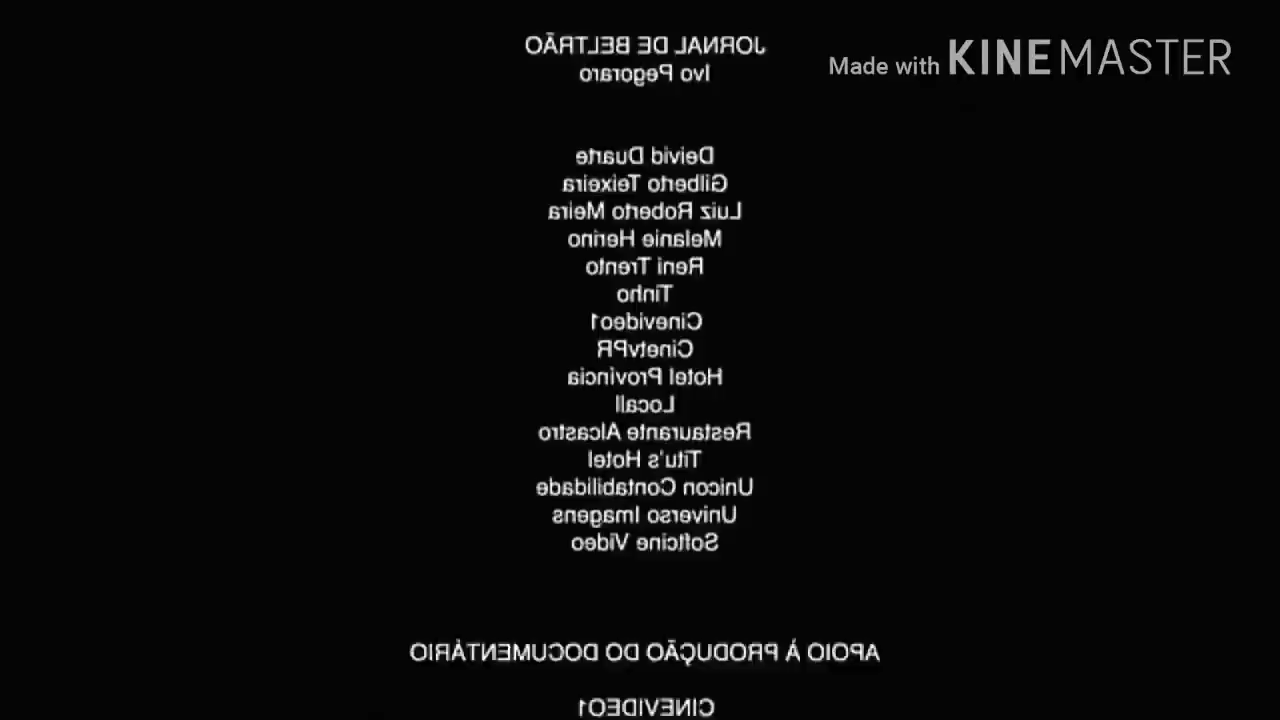 JORNAL DE BELTRÃO
Ivo Pegoraro
Made with KINEMASTER
Deivid Duarte
Gilberto Teixeira
Luiz Roberto Meira
Melanie Herino
Reni Trento
Tinho
Cinevideo1
CinetvPR
Hotel Província
Locall
Restaurante Alcastro
Titu's Hotel
Unicon Contabilidade
Universo Imagens
Softcine Video
APOIO À PRODUÇÃO DO DOCUMENTÁRIO
CINEVIDEO1